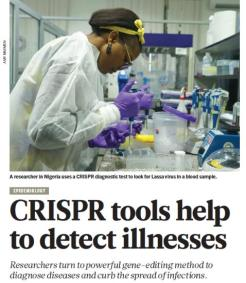 AMY MAXMEN
A researcher in Nigeria uses a CRISPR diagnostic test to look for Lassa virus in a blood sample.
EPIDEMIOLOGY
CRISPR tools help
to detect illnesses
Researchers turn to powerful gene-editing method to
diagnose diseases and curb the spread of infections.